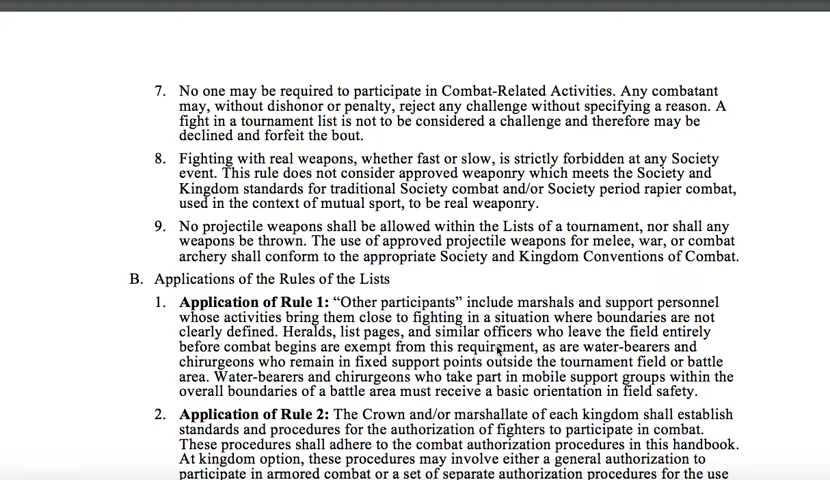 7. No one may be required to participate in Combat-Related Activities. Any combatant
may, without dishonor or penalty, reject any challenge without specifying a reason. A
fight in a tournament list is not to be considered a challenge and therefore may be
declined and forfeit the bout.
8. Fighting with real weapons, whether fast or slow, is strictly forbidden at any Society
event. This rule does not consider approved weaponry which meets the Society and
Kingdom standards for traditional Society combat and/or Society period rapier combat,
used in the context of mutual sport, to be real weaponry.
9. No projectile weapons shall be allowed within the Lists of a tournament, nor shall any
weapons be thrown. The use of approved projectile weapons for melee, war, or combat
archery shall conform to the appropriate Society and Kingdom Conventions of Combat.
B. Applications of the Rules of the Lists
1. Application of Rule 1: “Other participants” include marshals and support personnel
whose activities bring them close to fighting in a situation where boundaries are not
clearly defined. Heralds, list pages, and similar officers who leave the field entirely
before combat begins are exempt from this requirement, as are water-bearers and
chirurgeons who remain in fixed support points outside the tournament field or battle
area. Water-bearers and chirurgeons who take part in mobile support groups within the
overall boundaries of a battle area must receive a basic orientation in field safety.
2. Application of Rule 2: The Crown and/or marshallate of each kingdom shall establish
standards and procedures for the authorization of fighters to participate in combat.
These procedures shall adhere to the combat authorization procedures in this handbook.
At kingdom option, these procedures may involve either a general authorization to
participate in armored combat or a set of separate authorization procedures for the use